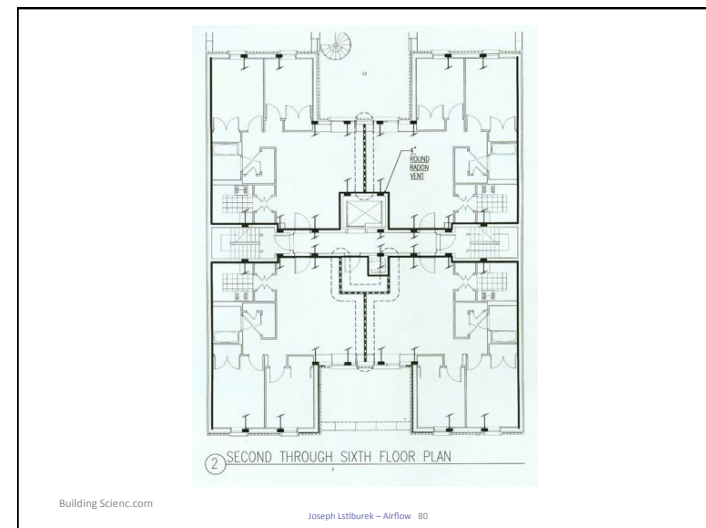 4"
ROUND
RADON
VENT
2 SECOND THROUGH SIXTH FLOOR PLAN
Building Scienc.com
Joseph Lstiburek – Airflow 80